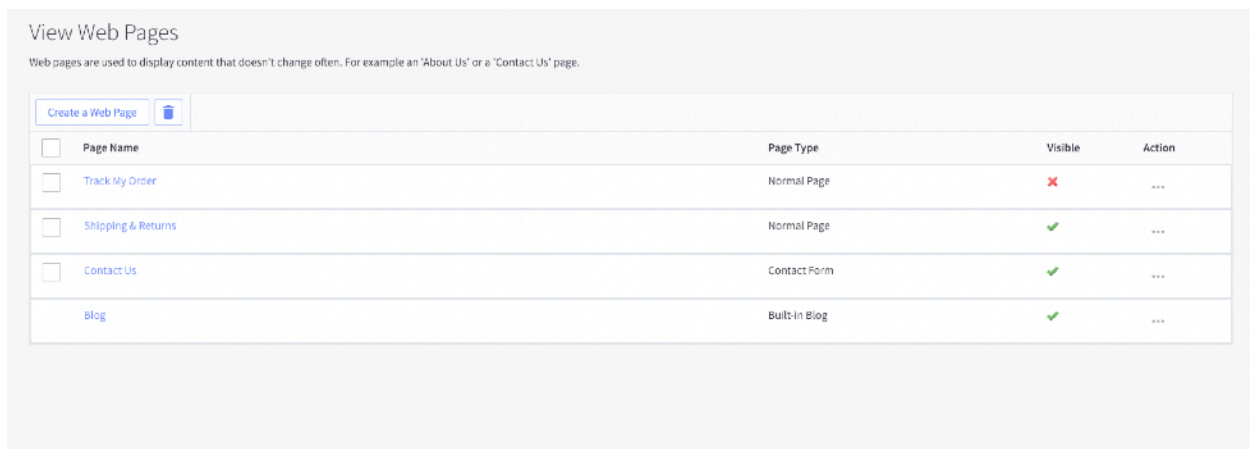 View Web Pages
Web pages are used to display content that doesn't change often. For example an 'About Us' or a 'Contact Us' page.
Create a Web Page
Page Name Page Type Visible Action
Track My Order Normal Page ...
Shipping & Returns Normal Page ...
Contact Us Contact Form ...
Blog Built-in Blog ...